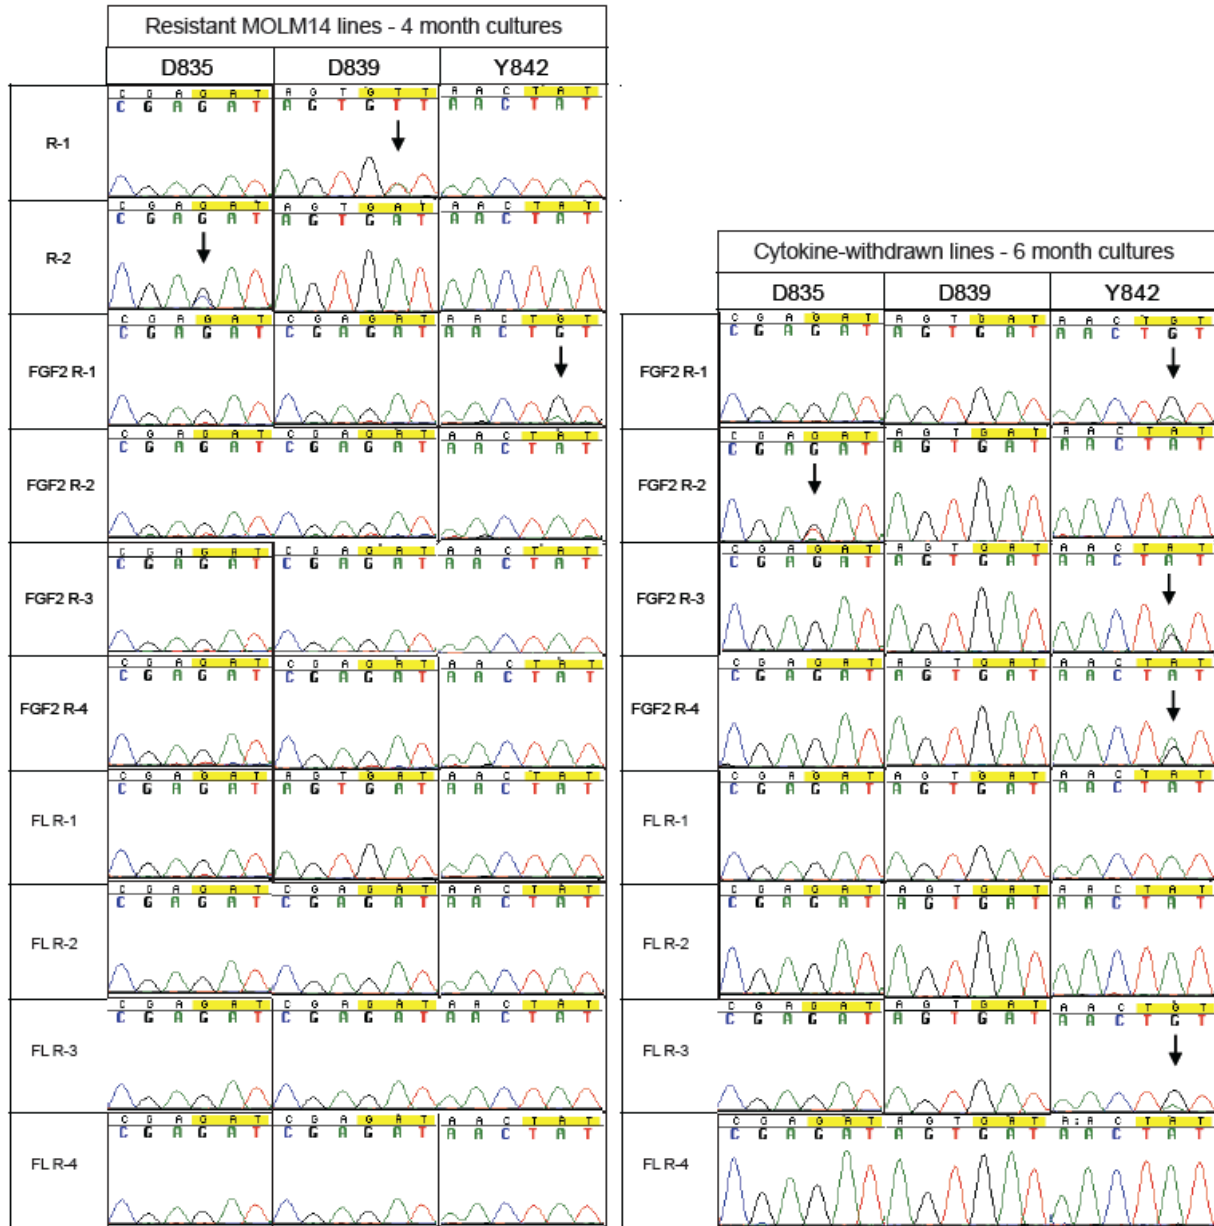 Resistant MOLM14 lines - 4 month cultures
D835 D839 Y842
R-1
C G A G A T A G T G T T A A C T A T
C G A G A T A G T G T T A A C T A T
R-2
C G A G A T A G T G A T A A C T A T
C G A G A T A G T G A T A A C T A T
FGF2 R-1
C G A G A T C G A G A T A A C T G T
C G A G A T C G A G A T A A C T G T
FGF2 R-2
C G A G A T C G A G A T A A C T A T
C G A G A T C G A G A T A A C T A T
FGF2 R-3
C G A G A T C G A G A T A A C T A T
C G A G A T C G A G A T A A C T A T
FGF2 R-4
C G A G A T C G A G A T A A C T A T
C G A G A T C G A G A T A A C T A T
FL R-1
C G A G A T A G T G A T A A C T A T
C G A G A T A G T G A T A A C T A T
FL R-2
C G A G A T C G A G A T A A C T A T
C G A G A T C G A G A T A A C T A T
FL R-3
C G A G A T C G A G A T A A C T A T
C G A G A T C G A G A T A A C T A T
FL R-4
C G A G A T C G A G A T A A C T A T
C G A G A T C G A G A T A A C T A T
Cytokine-withdrawn lines - 6 month cultures
D835 D839 Y842
FGF2 R-1
C G A G A T A G T G A T A A C T G T
C G A G A T A G T G A T A A C T G T
FGF2 R-2
C G A G A T A G T G A T A A C T A T
C G A G A T A G T G A T A A C T A T
FGF2 R-3
C G A G A T A G T G A T A A C T A T
C G A G A T A G T G A T A A C T A T
FGF2 R-4
C G A G A T A G T G A T A A C T A T
C G A G A T A G T G A T A A C T A T
FL R-1
C G A G A T A G T G A T A A C T A T
C G A G A T A G T G A T A A C T A T
FL R-2
C G A G A T A G T G A T A A C T A T
C G A G A T A G T G A T A A C T A T
FL R-3
C G A G A T A G T G A T A A C T G T
C G A G A T A G T G A T A A C T G T
FL R-4
C G A G A T A G T G A T A A C T A T
C G A G A T A G T G A T A A C T A T